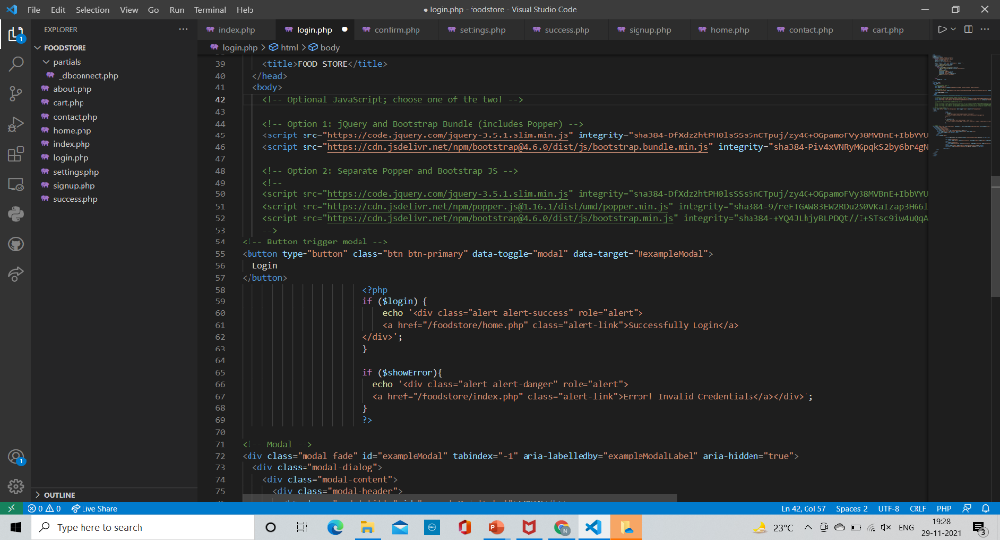 File Edit Selection View Go Run Terminal Help
● login.php - foodstore - Visual Studio Code
EXPLORER ···
index.php login.php ● confirm.php settings.php success.php signup.php home.php contact.php cart.php
FOODSTORE
login.php > html > body
partials
_dbconnect.php
about.php
cart.php
contact.php
home.php
index.php
login.php
settings.php
signup.php
success.php
OUTLINE
39 <title>FOOD STORE</title>
40 </head>
41 <body>
42 <!-- Optional JavaScript; choose one of the two! -->
43
44 <!-- Option 1: jQuery and Bootstrap Bundle (includes Popper) -->
45 <script src="https://code.jquery.com/jquery-3.5.1.slim.min.js" integrity="sha384-DfXdz2htPH0lsSSs5nCTpuj/zy4C+OGpamoFVy38MVBnE+IbbVYU
46 <script src="https://cdn.jsdelivr.net/npm/bootstrap@4.6.0/dist/js/bootstrap.bundle.min.js" integrity="sha384-Piv4xVNRyMGpqkS2by6br4gN
47
48 <!-- Option 2: Separate Popper and Bootstrap JS -->
49 <!--
50 <script src="https://code.jquery.com/jquery-3.5.1.slim.min.js" integrity="sha384-DfXdz2htPH0lsSSs5nCTpuj/zy4C+OGpamoFVy38MVBnE+IbbVYU
51 <script src="https://cdn.jsdelivr.net/npm/popper.js@1.16.1/dist/umd/popper.min.js" integrity="sha384-9/reFTGAW83EW2RDu2S0VKaIzap3H66l
52 <script src="https://cdn.jsdelivr.net/npm/bootstrap@4.6.0/dist/js/bootstrap.min.js" integrity="sha384-+YQ4JLhjyBLPDQt//I+STsc9iw4uQqA
53 >
54 <!-- Button trigger modal -->
55 <button type="button" class="btn btn-primary" data-toggle="modal" data-target="#exampleModal">
56 Login
57 </button>
58 <?php
59 if ($login) {
60 echo '<div class="alert alert-success" role="alert">
61 <a href="/foodstore/home.php" class="alert-link">Successfully Login</a>
62 </div>';
63 }
64
65 if ($showError){
66 echo '<div class="alert alert-danger" role="alert">
67 <a href="/foodstore/index.php" class="alert-link">Error! Invalid Credentials</a></div>';
68 }
69 ?>
70
71 <! Modal >
72 <div class="modal fade" id="exampleModal" tabindex="-1" aria-labelledby="exampleModalLabel" aria-hidden="true">
73 <div class="modal-dialog">
74 <div class="modal-content">
75 <div class="modal-header">
0 0 Live Share
Ln 42, Col 57 Spaces: 2 UTF-8 CRLF PHP
Type here to search
23°C ENG 19:28
29-11-2021
3